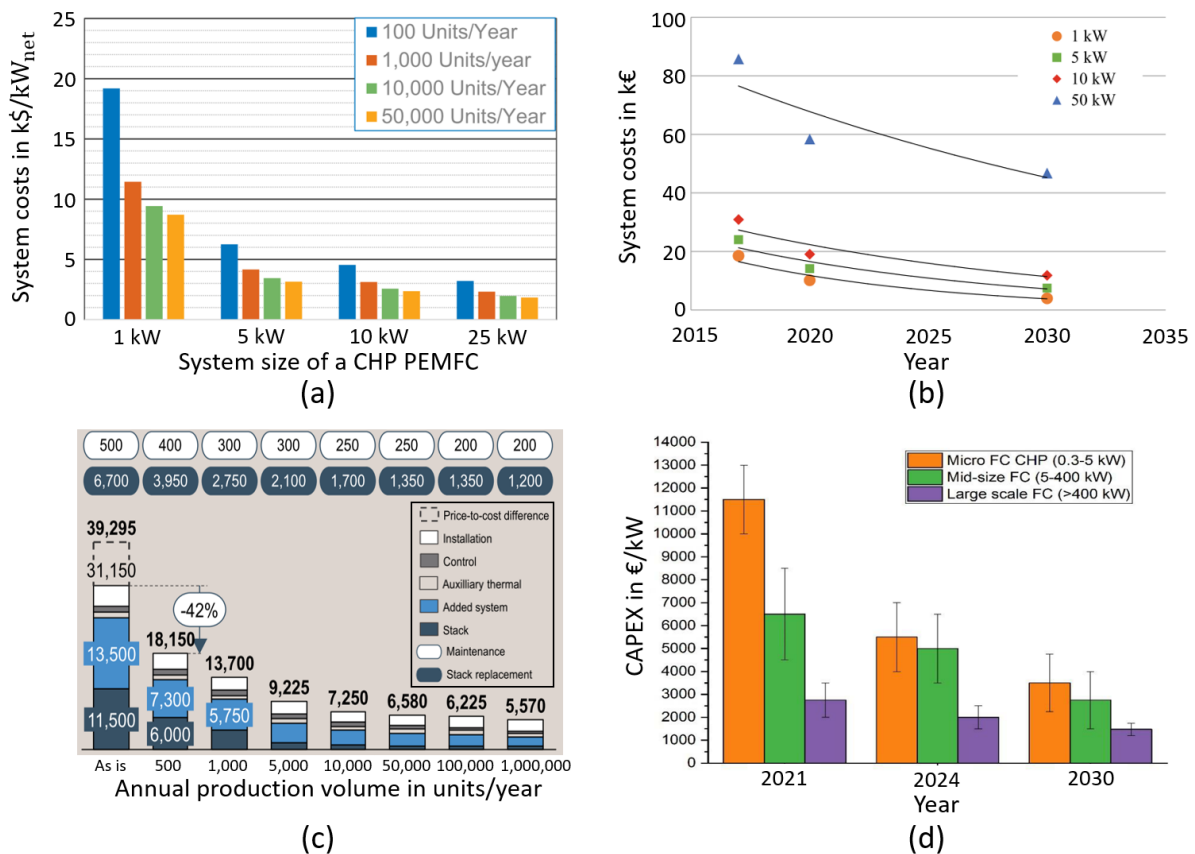 System costs in k$/kWnet
25
20
15
10
5
0
100 Units/Year
1,000 Units/year
10,000 Units/Year
50,000 Units/Year
1 kW
5 kW
10 kW
25 kW
System size of a CHP PEMFC
(a)
System costs in k€
100
80
60
40
20
0
1 kW
5 kW
10 kW
50 kW
2015
2020
2025
2030
2035
Year
(b)
500 400 300 300 250 250 200 200
6,700 3,950 2,750 2,100 1,700 1,350 1,350 1,200
39,295
31,150
-42%
18,150
13,700
9,225
7,250
6,580
6,225
5,570
13,500
11,500
7,300
6,000
5,750
Price-to-cost difference
Installation
Control
Auxilliary thermal
Added system
Stack
Maintenance
Stack replacement
As is 500 1,000 5,000 10,000 50,000 100,000 1,000,000
Annual production volume in units/year
(c)
CAPEX in €/kW
14000
13000
12000
11000
10000
9000
8000
7000
6000
5000
4000
3000
2000
1000
0
Micro FC CHP (0.3-5 kW)
Mid-size FC (5-400 kW)
Large scale FC (>400 kW)
2021
2024
2030
Year
(d)